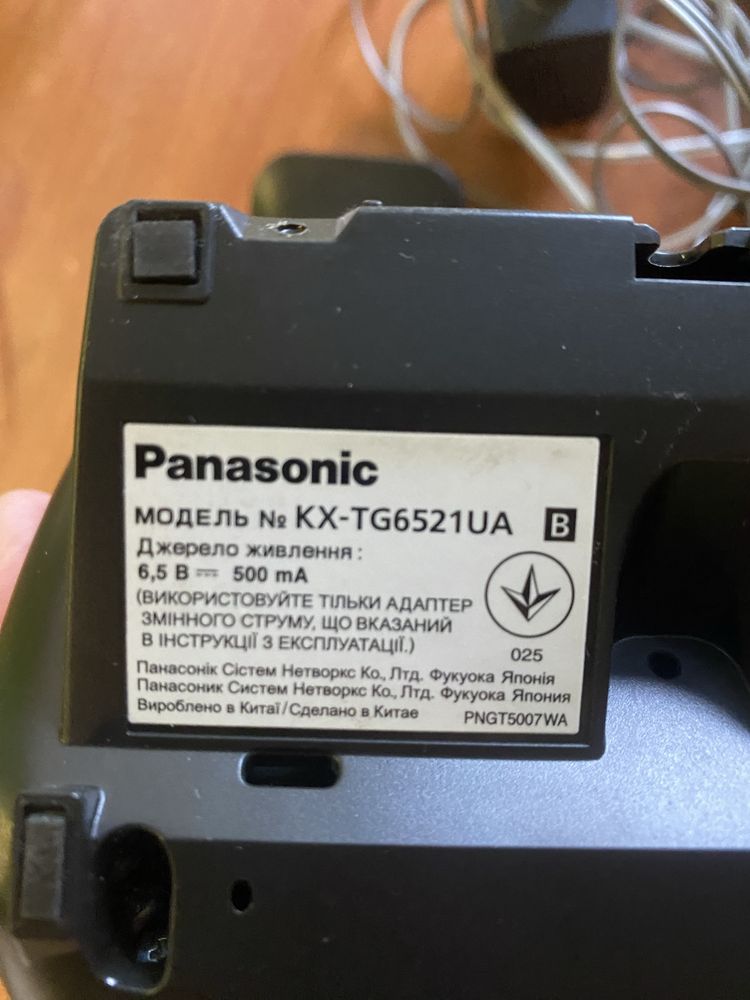 Panasonic
МОДЕЛЬ № KX-TG6521UA B
Джерело живлення :
6,5 В ⎓ 500 mA
(ВИКОРИСТОВУЙТЕ ТІЛЬКИ АДАПТЕР
ЗМІННОГО СТРУМУ, ЩО ВКАЗАНИЙ
В ІНСТРУКЦІЇ З ЕКСПЛУАТАЦІЇ.)
025
Панасонік Сістем Нетворкс Ко., Лтд. Фукуока Японія
Панасоник Систем Нетворкс Ко., Лтд. Фукуока Япония
Вироблено в Китаї/Сделано в Китае PNGT5007WA